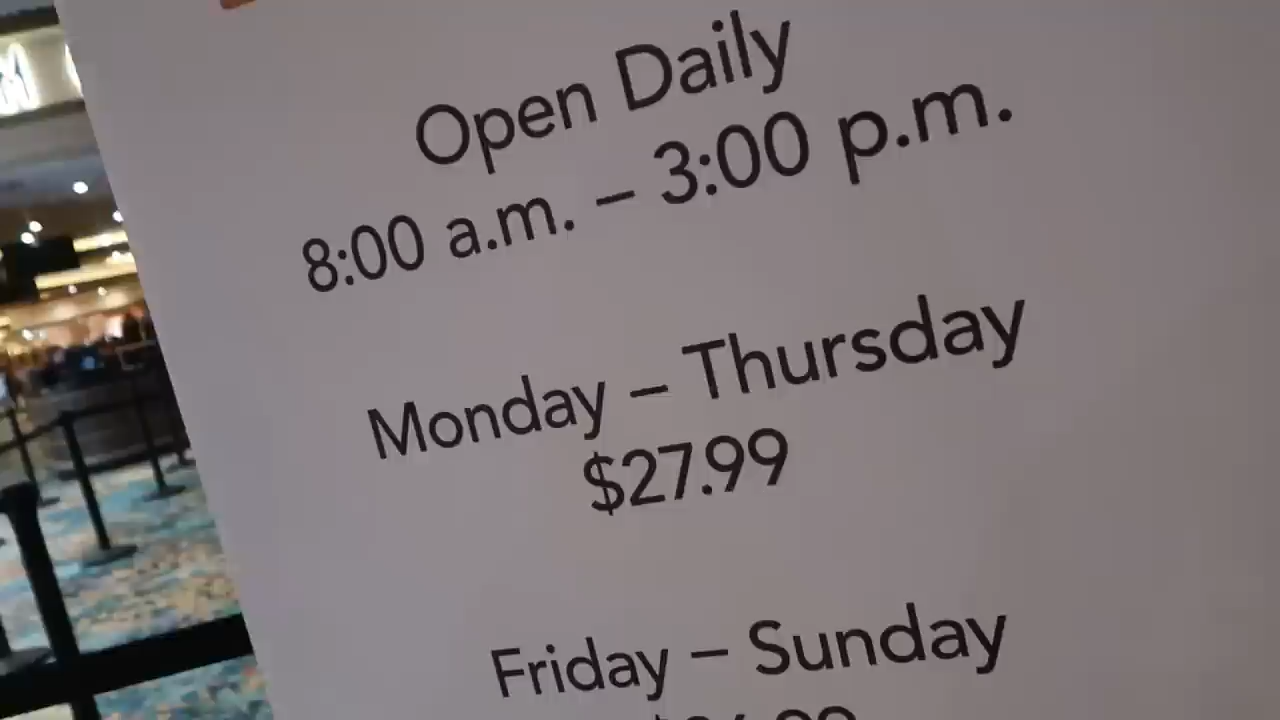 Open Daily
8:00 a.m. – 3:00 p.m.
Monday – Thursday
$27.99
Friday – Sunday